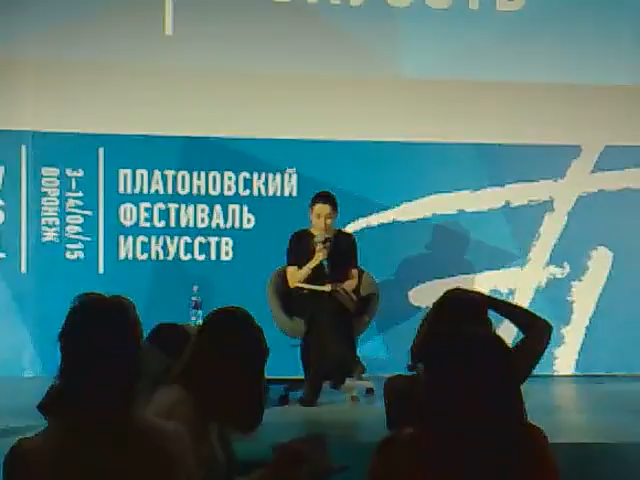 3–14/06/15
ВОРОНЕЖ
ПЛАТОНОВСКИЙ
ФЕСТИВАЛЬ
ИСКУССТВ